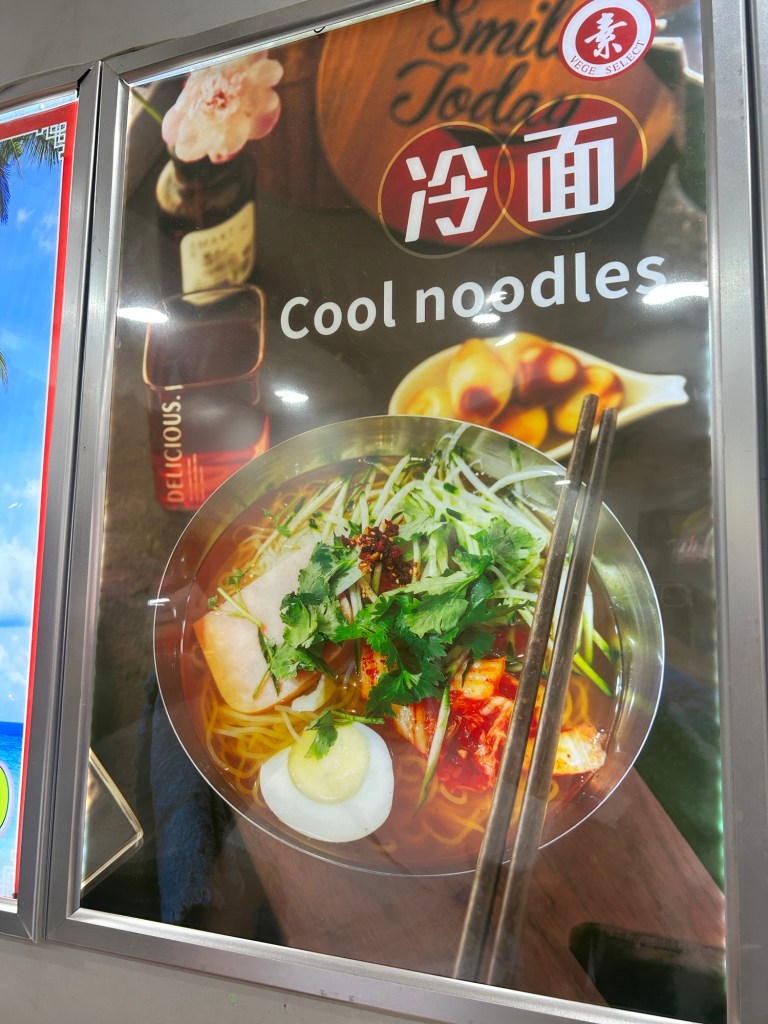 Smile
Today
素
VEGE SELECT
冷面
Cool noodles
DELICIOUS.